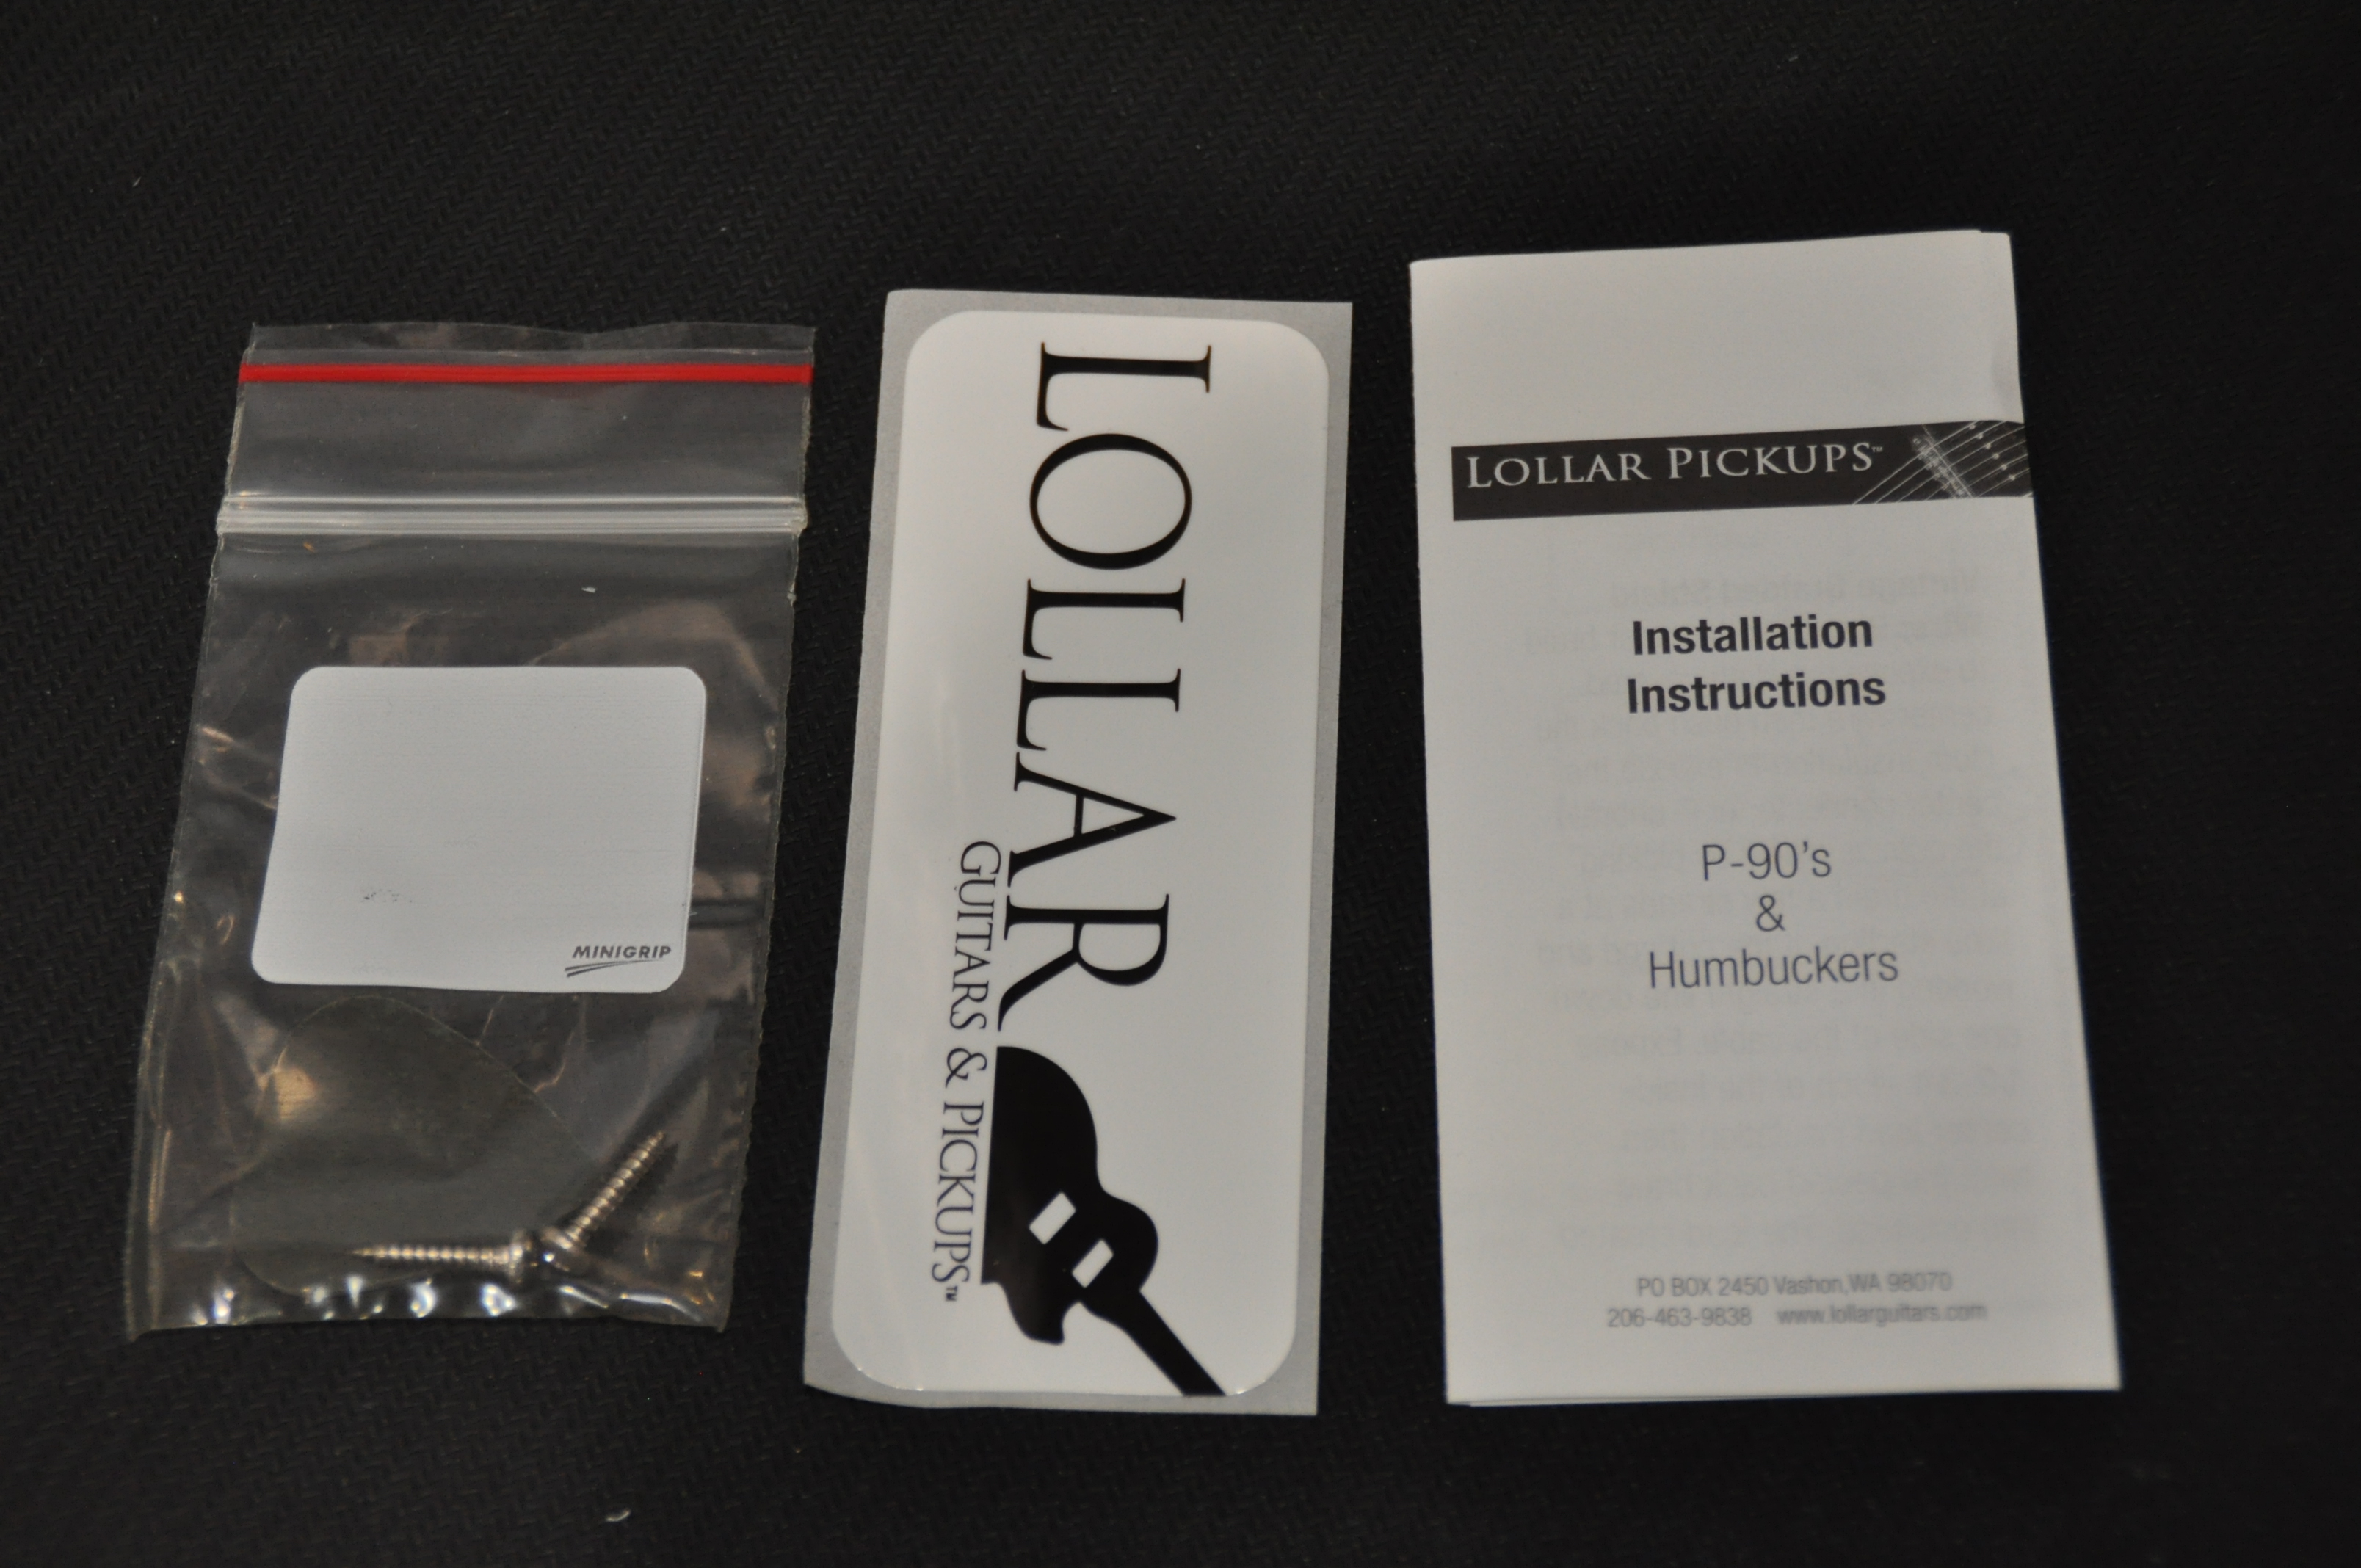 MINIGRIP
LOLLAR
GUITARS & PICKUPS™
LOLLAR PICKUPS™
Installation
Instructions
P-90's
&
Humbuckers
PO BOX 2450 Vashon,WA 98070
206-463-9838 www.lollarguitars.com